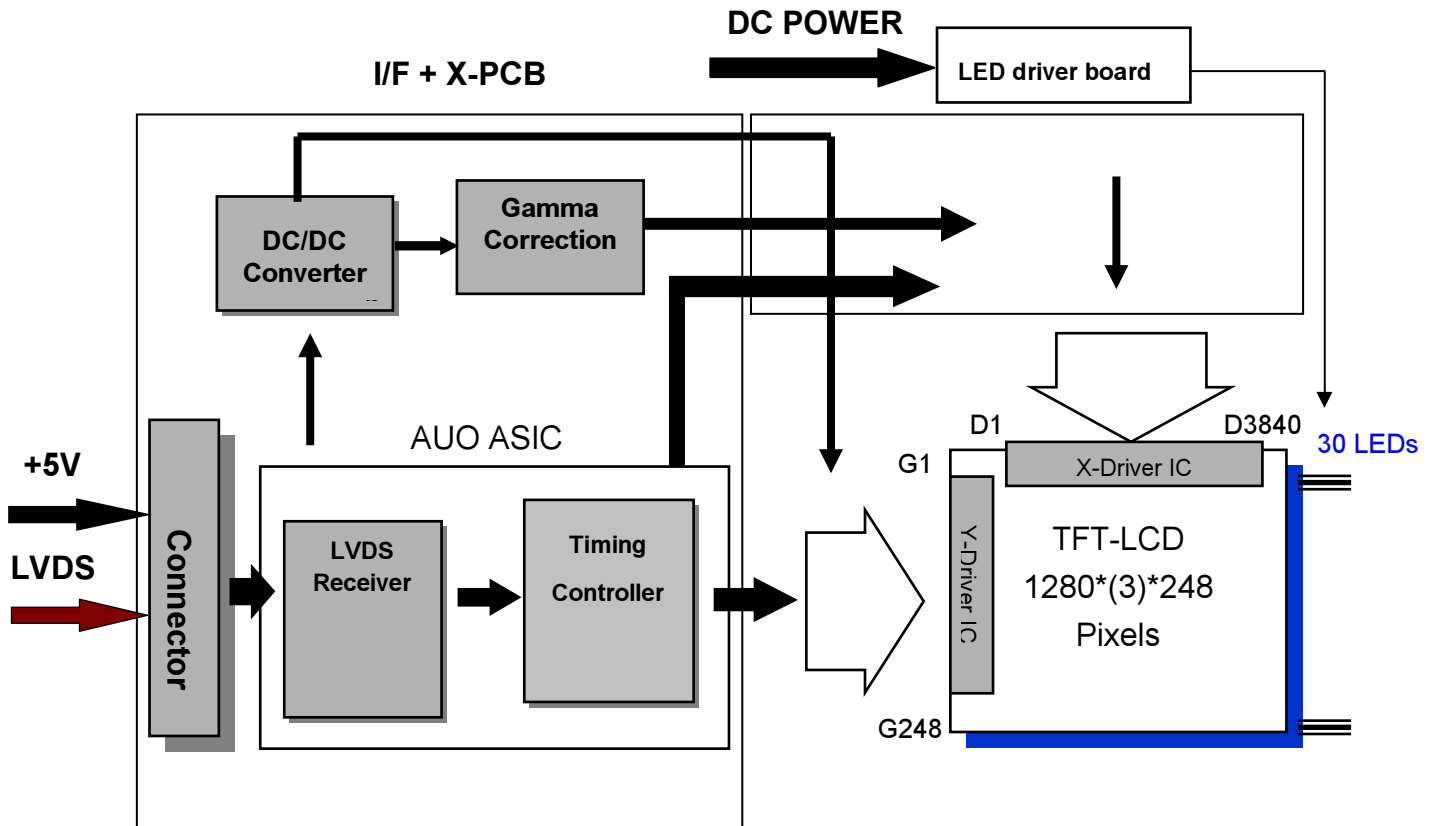 DC POWER
LED driver board
I/F + X-PCB
Gamma
Correction
DC/DC
Converter
--
AUO ASIC
D1
D3840
30 LEDs
+5V
G1
X-Driver IC
Connector
LVDS
Receiver
Timing
Controller
Y-Driver IC
TFT-LCD
1280*(3)*248
Pixels
LVDS
G248